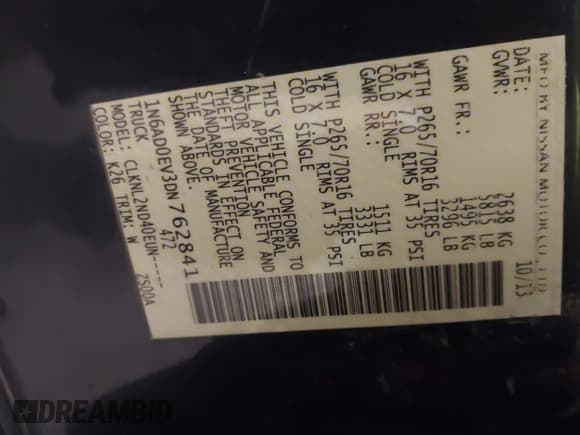 MFD BY NISSAN MOTOR CO., LTD.
DATE: 10/13
GVWR: 2638 KG
5815 LB
GAWR FR.: 1495 KG
3296 LB
WITH P265/70R16 TIRES
16 X 7.0 RIMS AT 35 PSI
COLD SINGLE
GAWR RR.: 1511 KG
3331 LB
WITH P265/70R16 TIRES
16 X 7.0 RIMS AT 35 PSI
COLD SINGLE
THIS VEHICLE CONFORMS TO
ALL APPLICABLE FEDERAL
MOTOR VEHICLE SAFETY AND
THEFT PREVENTION
STANDARDS IN EFFECT ON
THE DATE OF MANUFACTURE
SHOWN ABOVE. 472
1N6AD0EV3DN762841
TRUCK
MODEL: CLKNL2ND40EUN-----
COLOR: K26 TRIM: W ZS00A
DREAMBID